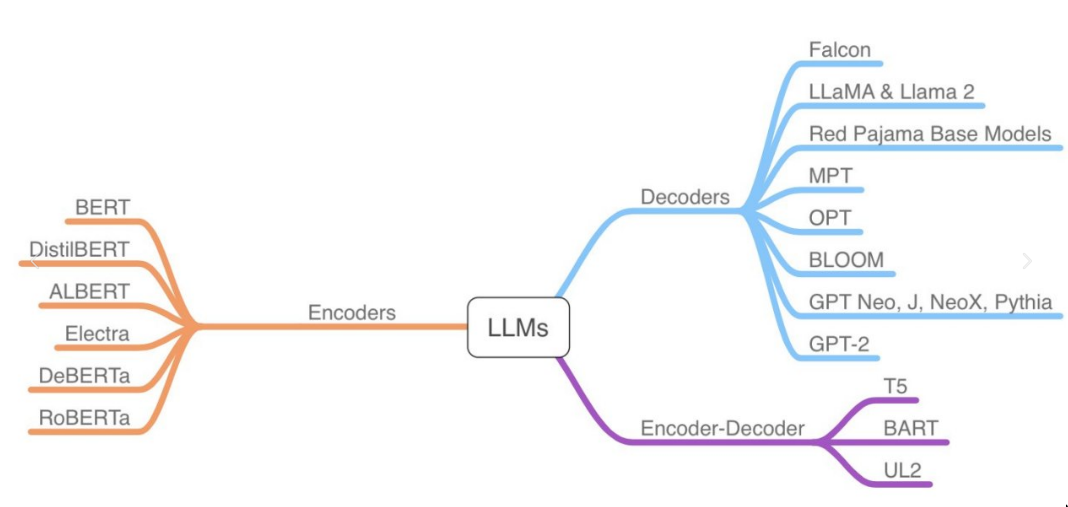 LLMs
Encoders
BERT
DistilBERT
ALBERT
Electra
DeBERTa
RoBERTa
Decoders
Falcon
LLaMA & Llama 2
Red Pajama Base Models
MPT
OPT
BLOOM
GPT Neo, J, NeoX, Pythia
GPT-2
Encoder-Decoder
T5
BART
UL2